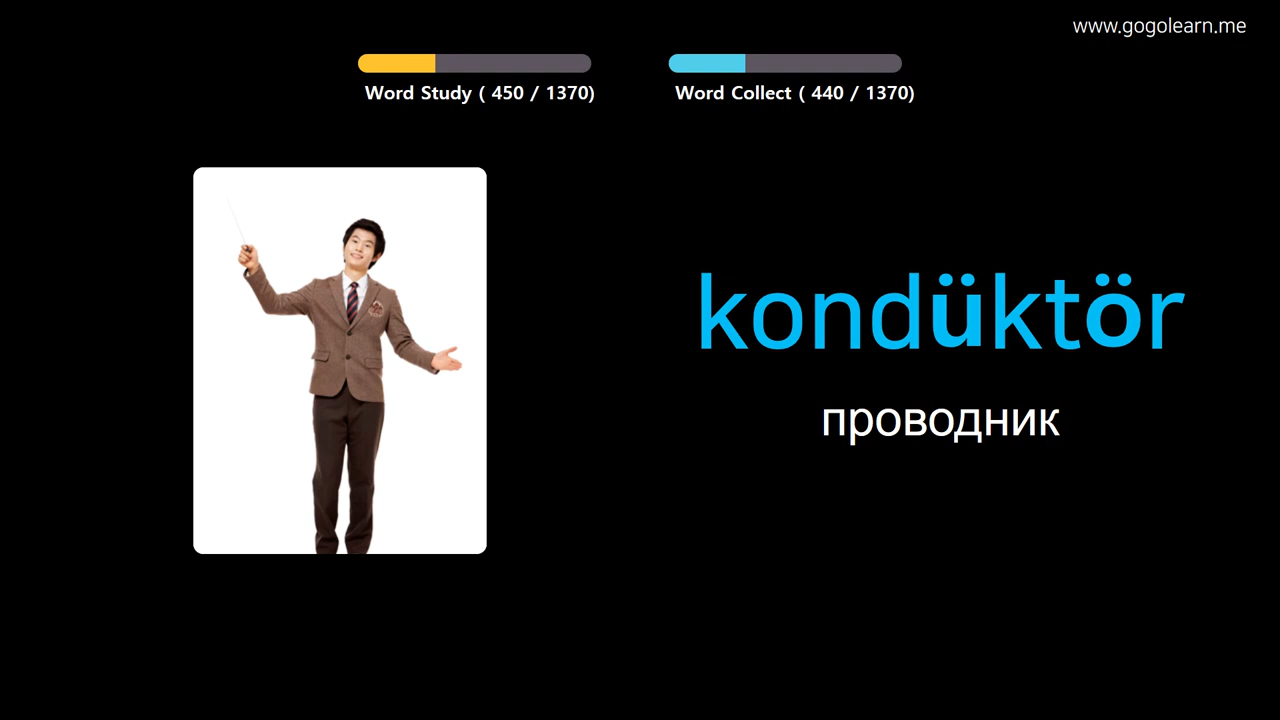 www.gogolearn.me
Word Study ( 450 / 1370)
Word Collect ( 440 / 1370)
kondüktör
проводник